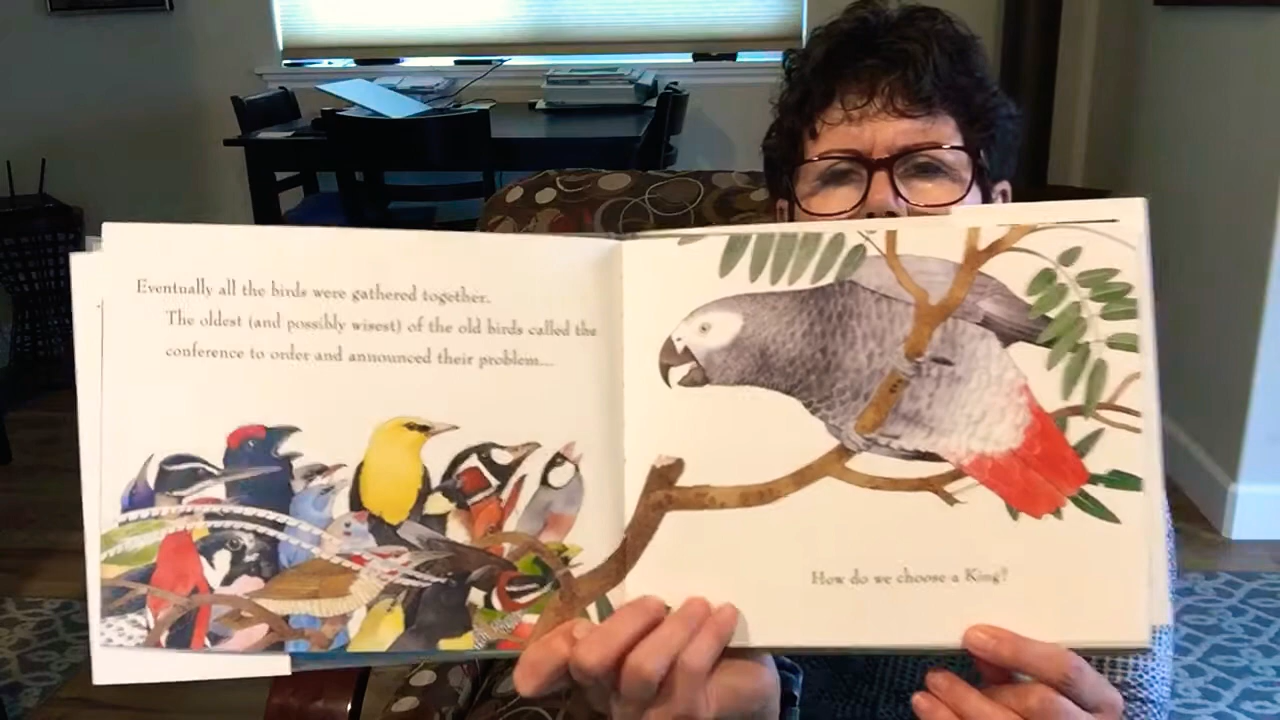 Eventually all the birds were gathered together.
The oldest (and possibly wisest) of the old birds called the
conference to order and announced their problem...
How do we choose a King?